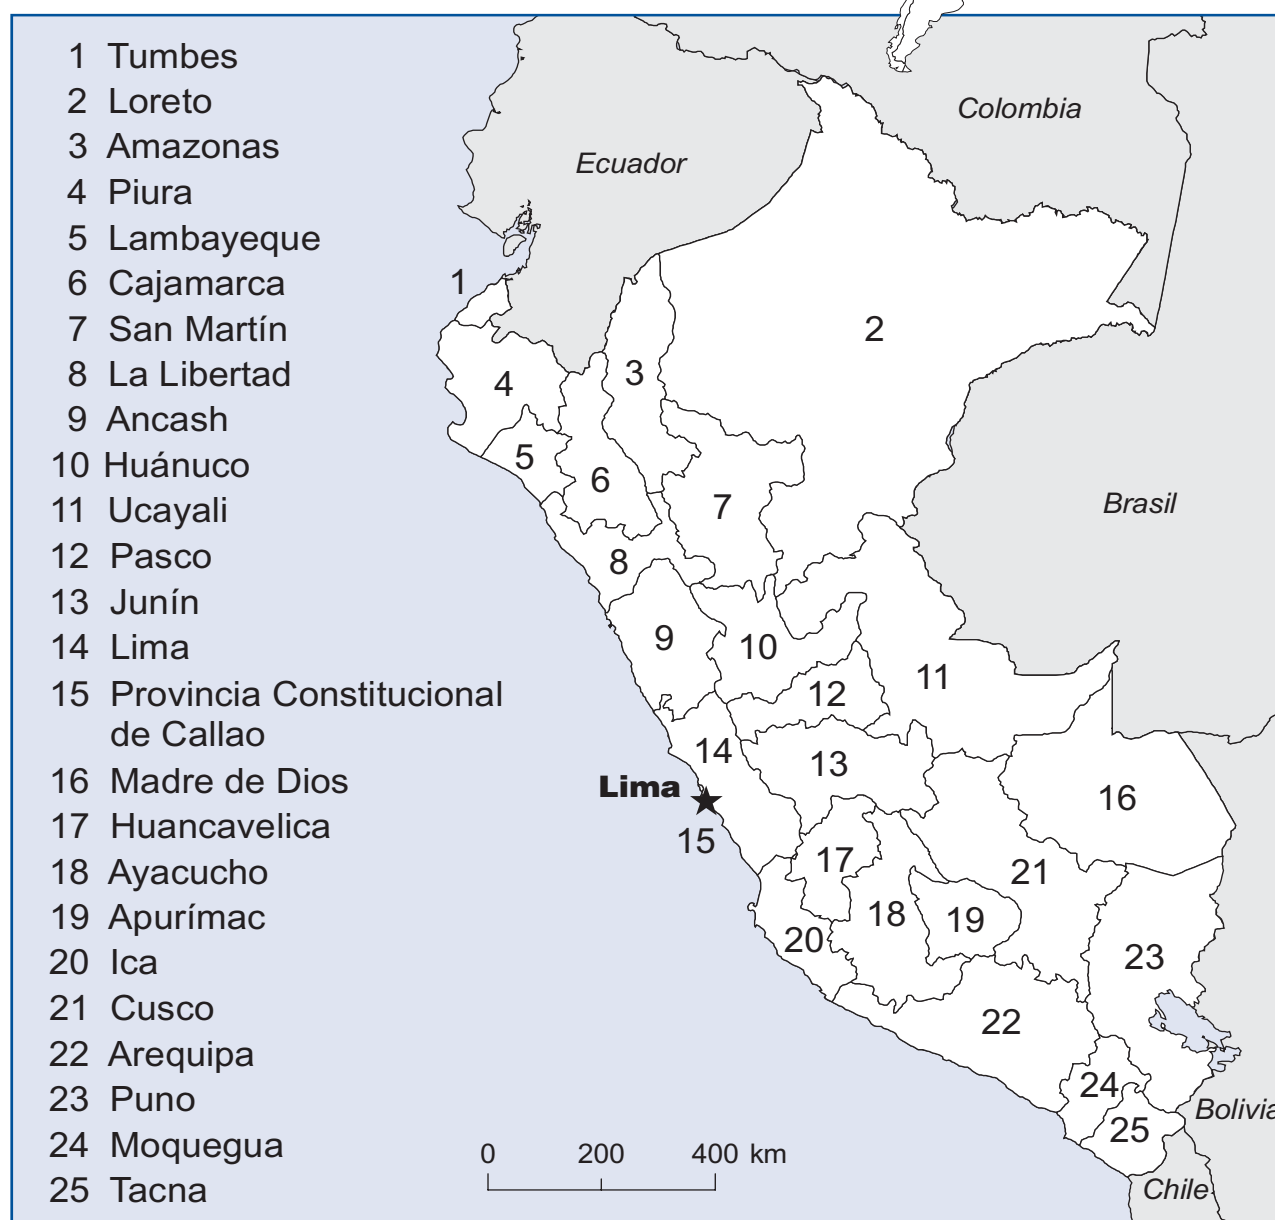 1 Tumbes
2 Loreto
3 Amazonas
4 Piura
5 Lambayeque
6 Cajamarca
7 San Martín
8 La Libertad
9 Ancash
10 Huánuco
11 Ucayali
12 Pasco
13 Junín
14 Lima
15 Provincia Constitucional
de Callao
16 Madre de Dios
17 Huancavelica
18 Ayacucho
19 Apurímac
20 Ica
21 Cusco
22 Arequipa
23 Puno
24 Moquegua
25 Tacna
Colombia
Ecuador
1
2
3
4
5
6
7
Brasil
8
9
10
11
12
14
13
Lima
16
15
17
21
18
19
20
23
22
24
Bolivia
25
Chile
0 200 400 km